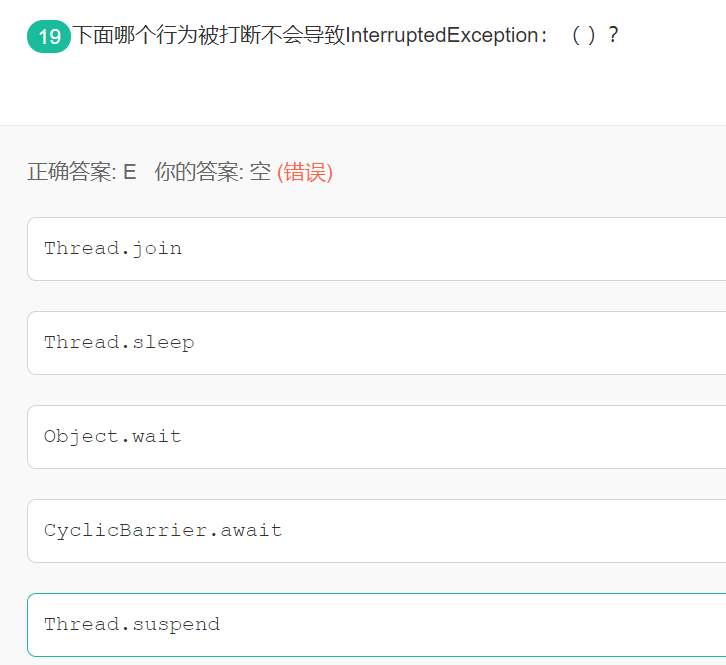 19 下面哪个行为被打断不会导致InterruptedException： （ ）？
正确答案: E 你的答案: 空 (错误)
Thread.join
Thread.sleep
Object.wait
CyclicBarrier.await
Thread.suspend